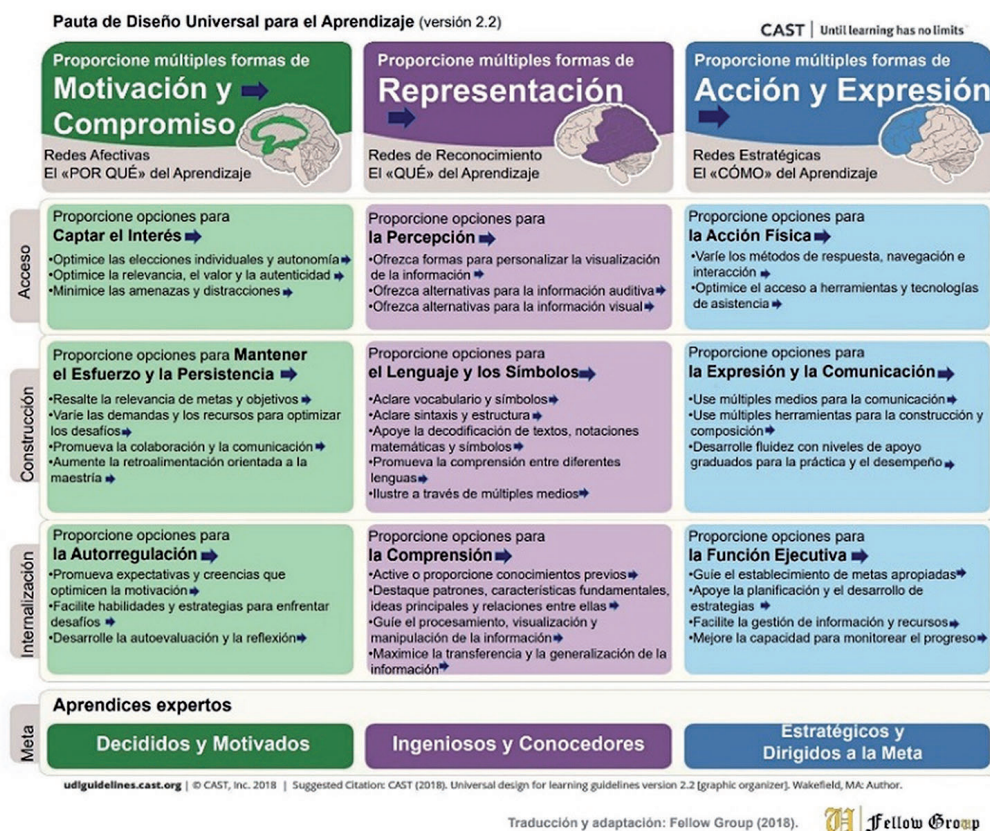 Pauta de Diseño Universal para el Aprendizaje (versión 2.2)
CAST | Until learning has no limits
Proporcione múltiples formas de
Motivación y
Compromiso
Redes Afectivas
El «POR QUÉ» del Aprendizaje
Proporcione múltiples formas de
Representación
Redes de Reconocimiento
El «QUÉ» del Aprendizaje
Proporcione múltiples formas de
Acción y Expresión
Redes Estratégicas
El «CÓMO» del Aprendizaje
Acceso
Proporcione opciones para
Captar el Interés
•Optimice las elecciones individuales y autonomía
•Optimice la relevancia, el valor y la autenticidad
•Minimice las amenazas y distracciones
Proporcione opciones para
la Percepción
•Ofrezca formas para personalizar la visualización
de la información
•Ofrezca alternativas para la información auditiva
•Ofrezca alternativas para la información visual
Proporcione opciones para
la Acción Física
•Varíe los métodos de respuesta, navegación e
interacción
•Optimice el acceso a herramientas y tecnologías
de asistencia
Construcción
Proporcione opciones para Mantener
el Esfuerzo y la Persistencia
•Resalte la relevancia de metas y objetivos
•Varíe las demandas y los recursos para optimizar
los desafíos
•Promueva la colaboración y la comunicación
•Aumente la retroalimentación orientada a la
maestría
Proporcione opciones para
el Lenguaje y los Símbolos
•Aclare vocabulario y símbolos
•Aclare sintaxis y estructura
•Apoye la decodificación de textos, notaciones
matemáticas y símbolos
•Promueva la comprensión entre diferentes
lenguas
•Ilustre a través de múltiples medios
Proporcione opciones para
la Expresión y la Comunicación
•Use múltiples medios para la comunicación
•Use múltiples herramientas para la construcción y
composición
•Desarrolle fluidez con niveles de apoyo
graduados para la práctica y el desempeño
Internalización
Proporcione opciones para
la Autorregulación
•Promueva expectativas y creencias que
optimicen la motivación
•Facilite habilidades y estrategias para enfrentar
desafíos
•Desarrolle la autoevaluación y la reflexión
Proporcione opciones para
la Comprensión
•Active o proporcione conocimientos previos
•Destaque patrones, características fundamentales,
ideas principales y relaciones entre ellas
•Guíe el procesamiento, visualización y
manipulación de la información
•Maximice la transferencia y la generalización de la
información
Proporcione opciones para
la Función Ejecutiva
•Guíe el establecimiento de metas apropiadas
•Apoye la planificación y el desarrollo de
estrategias
•Facilite la gestión de información y recursos
•Mejore la capacidad para monitorear el progreso
Meta
Aprendices expertos
Decididos y Motivados
Ingeniosos y Conocedores
Estratégicos y
Dirigidos a la Meta
udlguidelines.cast.org | © CAST, Inc. 2018 | Suggested Citation: CAST (2018). Universal design for learning guidelines version 2.2 [graphic organizer]. Wakefield, MA: Author.
Traducción y adaptación: Fellow Group (2018).
Fellow Group